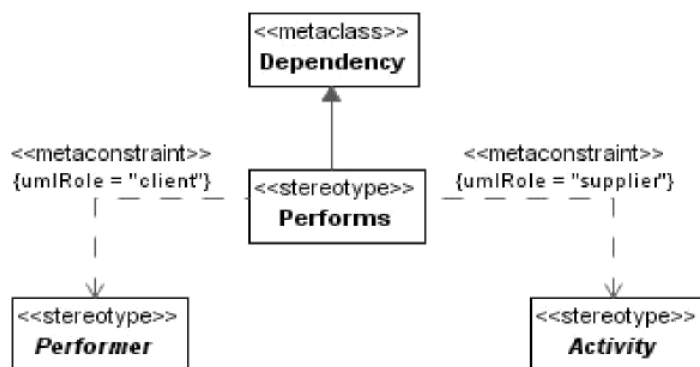 <<metaclass>>
Dependency
<<metaconstraint>>
{umlRole = "client"}
<<stereotype>>
Performs
<<metaconstraint>>
{umlRole = "supplier"}
<<stereotype>>
Performer
<<stereotype>>
Activity